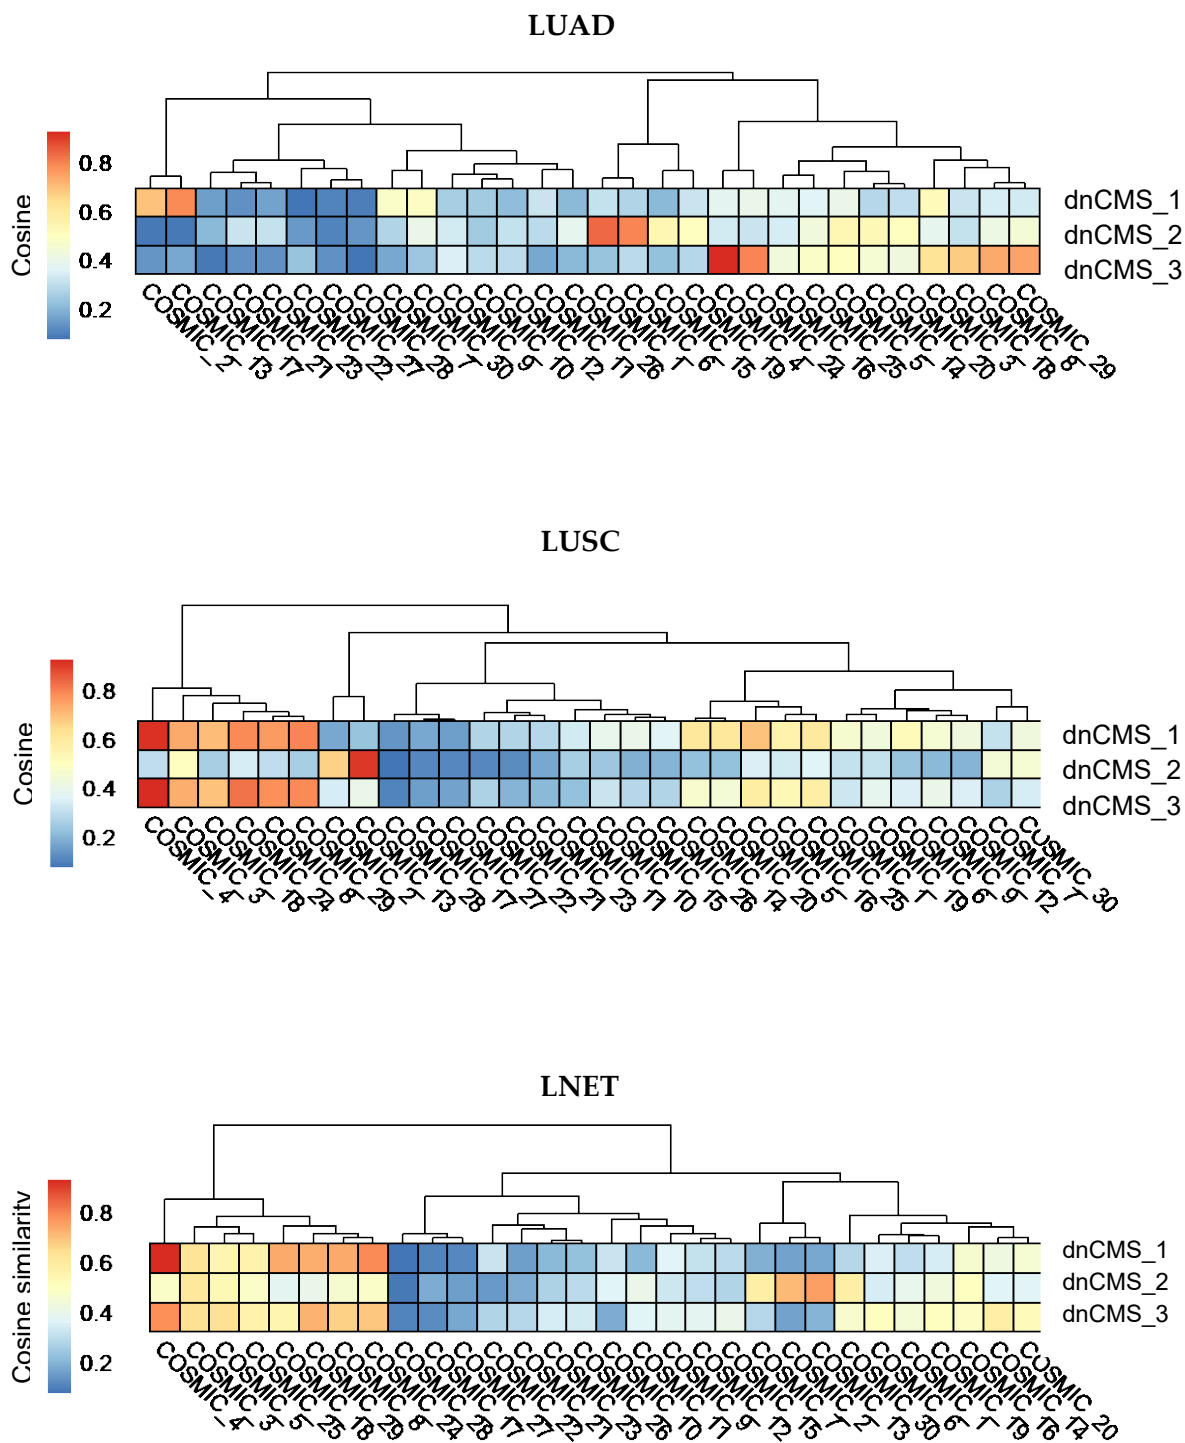 LUAD
Cosine
0.8
0.6
0.4
0.2
dnCMS_1
dnCMS_2
dnCMS_3
COSMIC_2
COSMIC_13
COSMIC_17
COSMIC_21
COSMIC_23
COSMIC_22
COSMIC_27
COSMIC_28
COSMIC_7
COSMIC_30
COSMIC_9
COSMIC_10
COSMIC_12
COSMIC_11
COSMIC_26
COSMIC_1
COSMIC_6
COSMIC_15
COSMIC_19
COSMIC_4
COSMIC_24
COSMIC_16
COSMIC_25
COSMIC_5
COSMIC_14
COSMIC_20
COSMIC_3
COSMIC_18
COSMIC_8
COSMIC_29
LUSC
Cosine
0.8
0.6
0.4
0.2
dnCMS_1
dnCMS_2
dnCMS_3
COSMIC_4
COSMIC_3
COSMIC_18
COSMIC_24
COSMIC_8
COSMIC_29
COSMIC_2
COSMIC_13
COSMIC_28
COSMIC_17
COSMIC_27
COSMIC_22
COSMIC_21
COSMIC_23
COSMIC_11
COSMIC_10
COSMIC_15
COSMIC_26
COSMIC_14
COSMIC_20
COSMIC_5
COSMIC_16
COSMIC_25
COSMIC_1
COSMIC_19
COSMIC_6
COSMIC_9
COSMIC_12
COSMIC_7
COSMIC_30
LNET
Cosine similarity
0.8
0.6
0.4
0.2
dnCMS_1
dnCMS_2
dnCMS_3
COSMIC_4
COSMIC_3
COSMIC_5
COSMIC_25
COSMIC_18
COSMIC_29
COSMIC_8
COSMIC_24
COSMIC_28
COSMIC_17
COSMIC_27
COSMIC_22
COSMIC_21
COSMIC_23
COSMIC_26
COSMIC_10
COSMIC_11
COSMIC_9
COSMIC_12
COSMIC_15
COSMIC_7
COSMIC_2
COSMIC_13
COSMIC_30
COSMIC_6
COSMIC_1
COSMIC_19
COSMIC_16
COSMIC_14
COSMIC_20